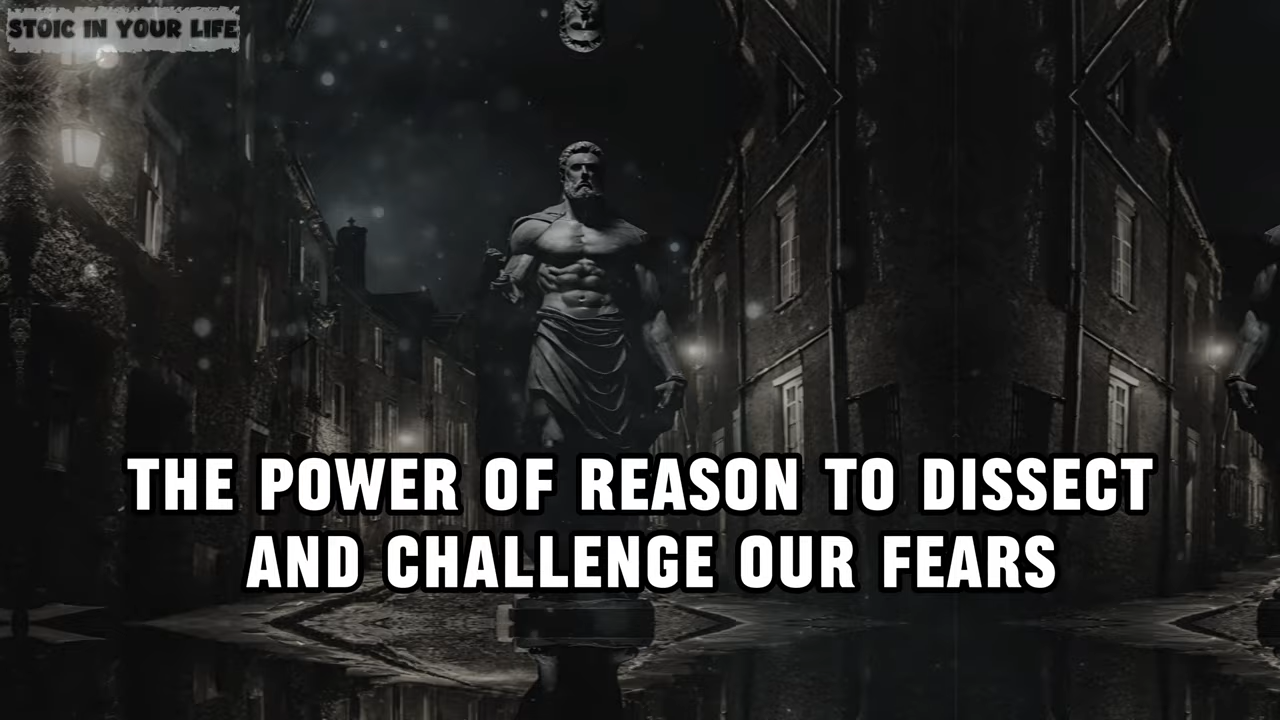 STOIC IN YOUR LIFE
THE POWER OF REASON TO DISSECT
AND CHALLENGE OUR FEARS